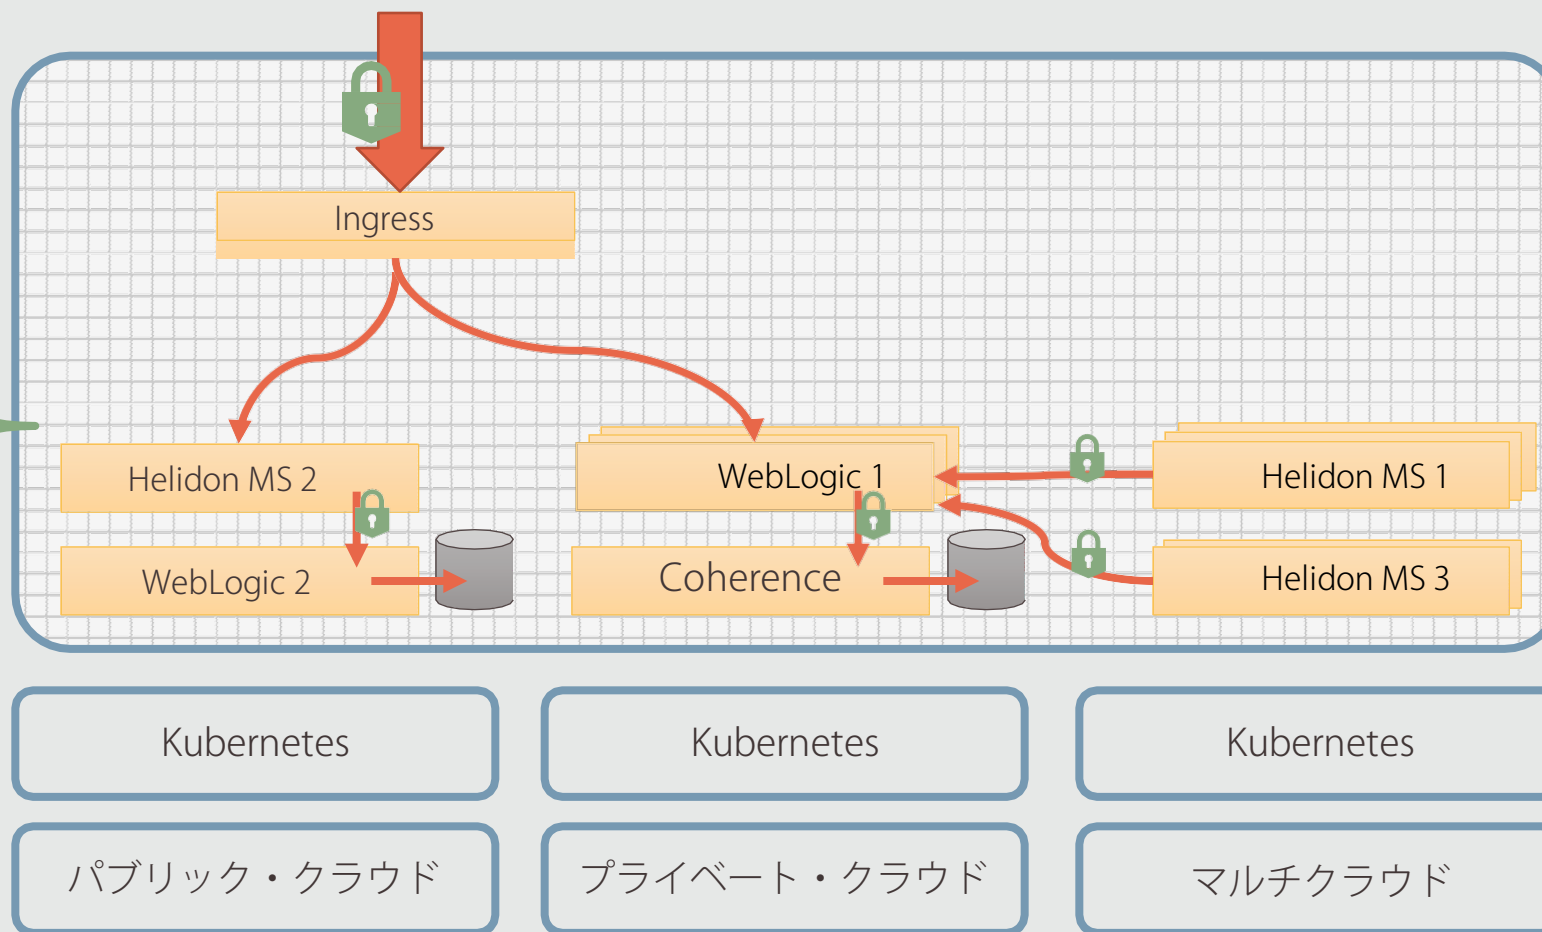 Ingress
Helidon MS 2
WebLogic 1
Helidon MS 1
WebLogic 2
Coherence
Helidon MS 3
Kubernetes
Kubernetes
Kubernetes
パブリック・クラウド
プライベート・クラウド
マルチクラウド